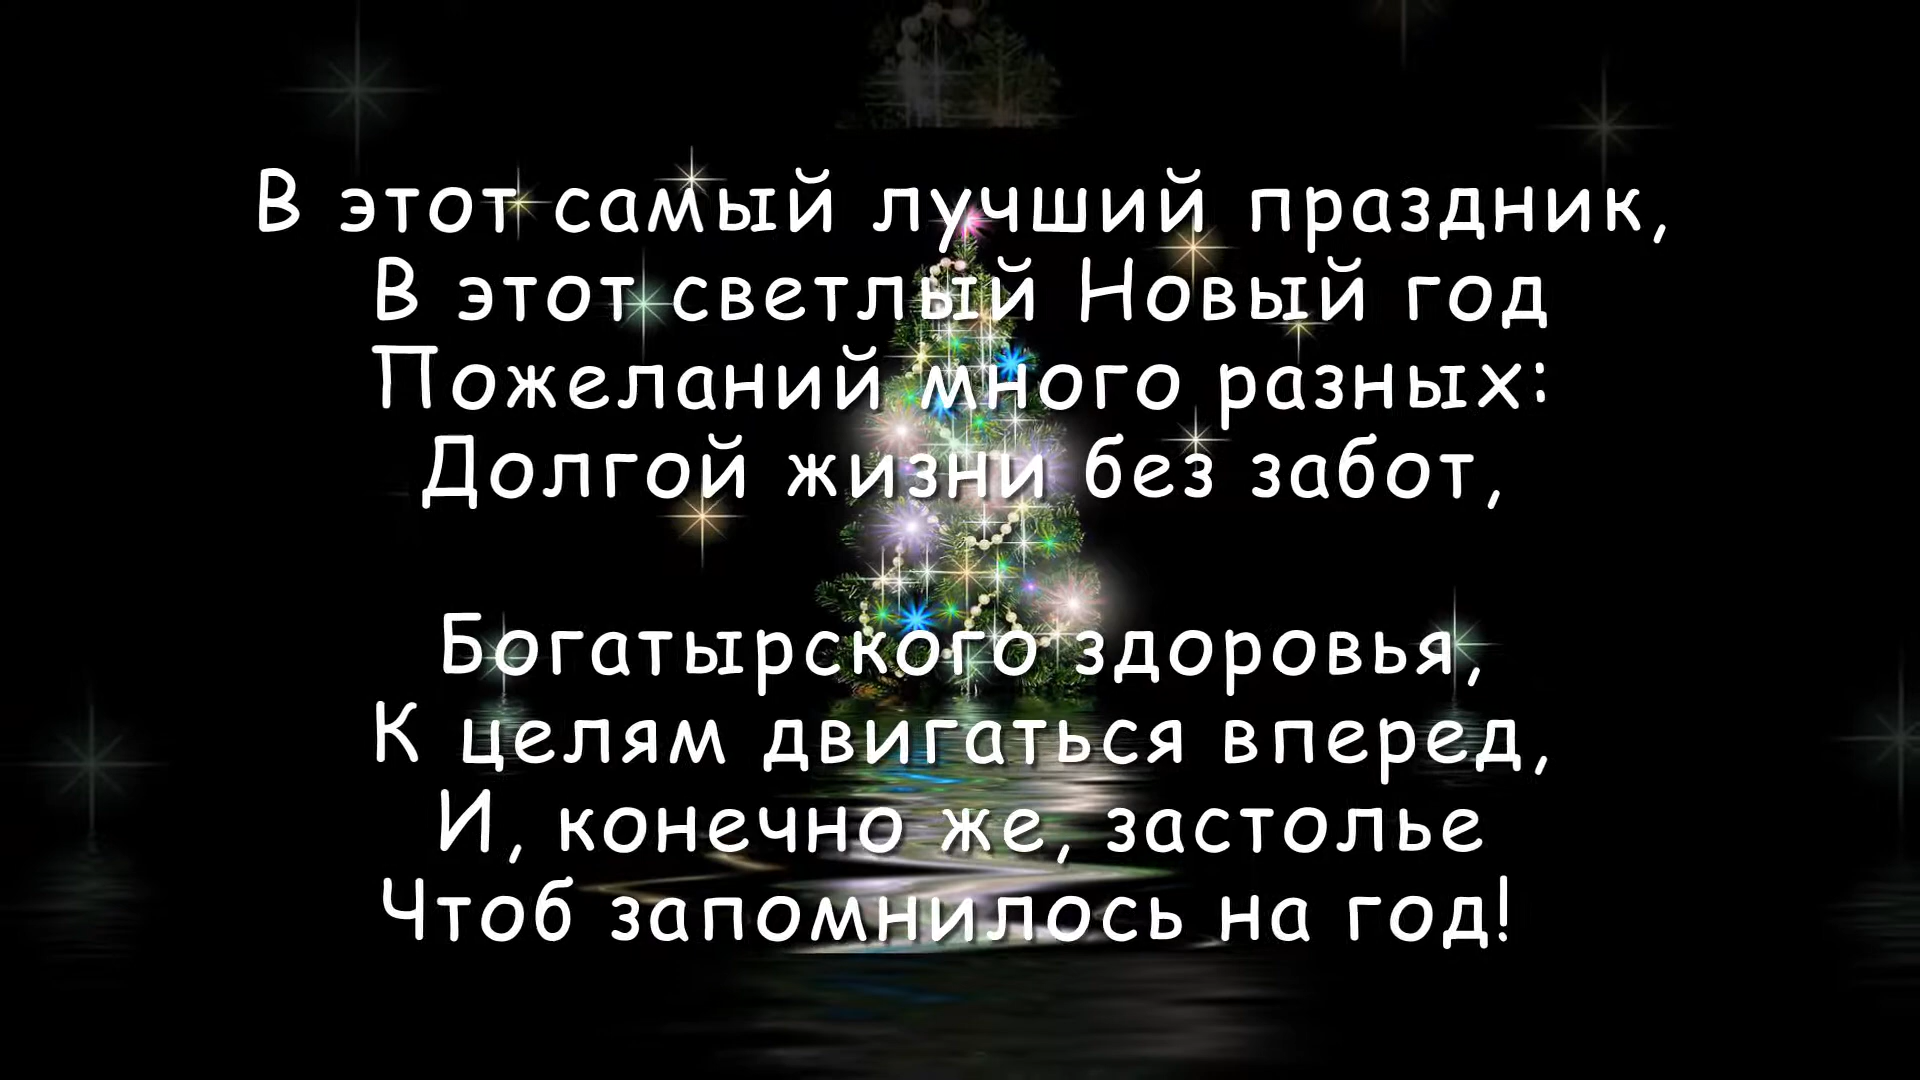 В этот самый лучший праздник,
В этот светлый Новый год
Пожеланий много разных:
Долгой жизни без забот,
Богатырского здоровья,
К целям двигаться вперед,
И, конечно же, застолье
Чтоб запомнилось на год!